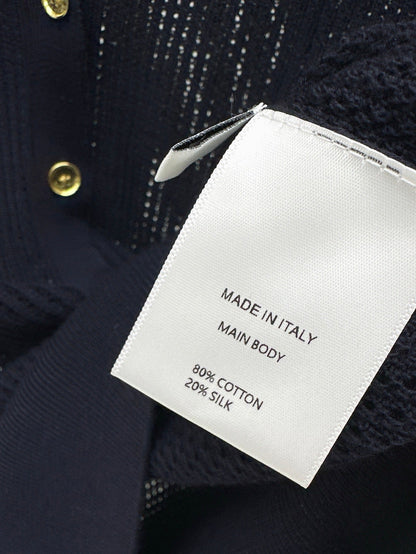 MADE IN ITALY
MAIN BODY
80% COTTON
20% SILK